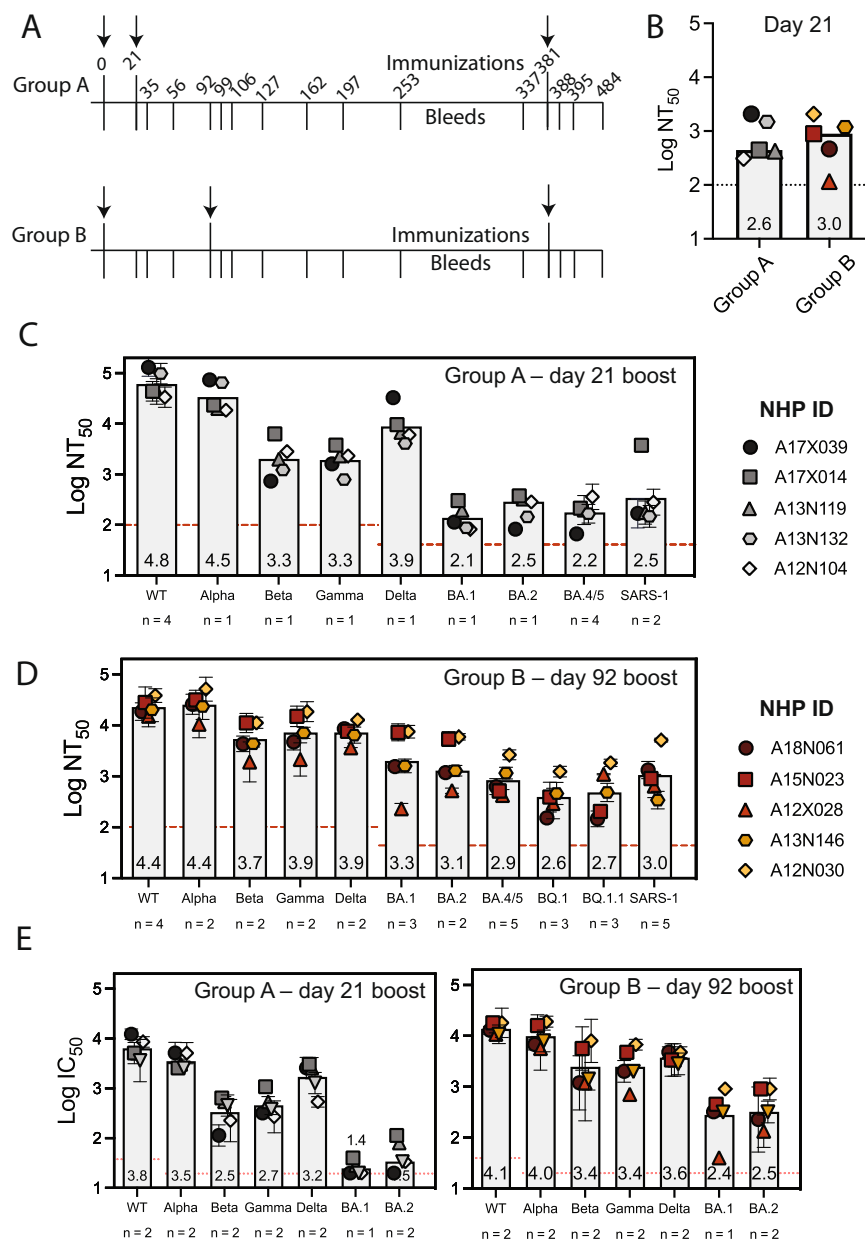 A
0 21
Immunizations
Group A
35 56 92 99 106 127 162 197 253 337 381 388 395 484
Bleeds
Group B
Immunizations
Bleeds
B
Day 21
Log NT50
5
4
3
2
1
2.6 3.0
Group A Group B
C
Group A – day 21 boost
Log NT50
5
4
3
2
1
4.8 4.5 3.3 3.3 3.9 2.1 2.5 2.2 2.5
WT Alpha Beta Gamma Delta BA.1 BA.2 BA.4/5 SARS-1
n = 4 n = 1 n = 1 n = 1 n = 1 n = 1 n = 1 n = 4 n = 2
NHP ID
A17X039
A17X014
A13N119
A13N132
A12N104
D
Group B – day 92 boost
Log NT50
5
4
3
2
1
4.4 4.4 3.7 3.9 3.9 3.3 3.1 2.9 2.6 2.7 3.0
WT Alpha Beta Gamma Delta BA.1 BA.2 BA.4/5 BQ.1 BQ.1.1 SARS-1
n = 4 n = 2 n = 2 n = 2 n = 2 n = 3 n = 2 n = 5 n = 3 n = 3 n = 5
NHP ID
A18N061
A15N023
A12X028
A13N146
A12N030
E
Group A – day 21 boost
Log IC50
5
4
3
2
1
1.4
3.8 3.5 2.5 2.7 3.2 .5
WT Alpha Beta Gamma Delta BA.1 BA.2
n = 2 n = 2 n = 2 n = 2 n = 2 n = 1 n = 2
Group B – day 92 boost
5
4
3
2
1
4.1 4.0 3.4 3.4 3.6 2.4 2.5
WT Alpha Beta Gamma Delta BA.1 BA.2
n = 2 n = 2 n = 2 n = 2 n = 2 n = 1 n = 2